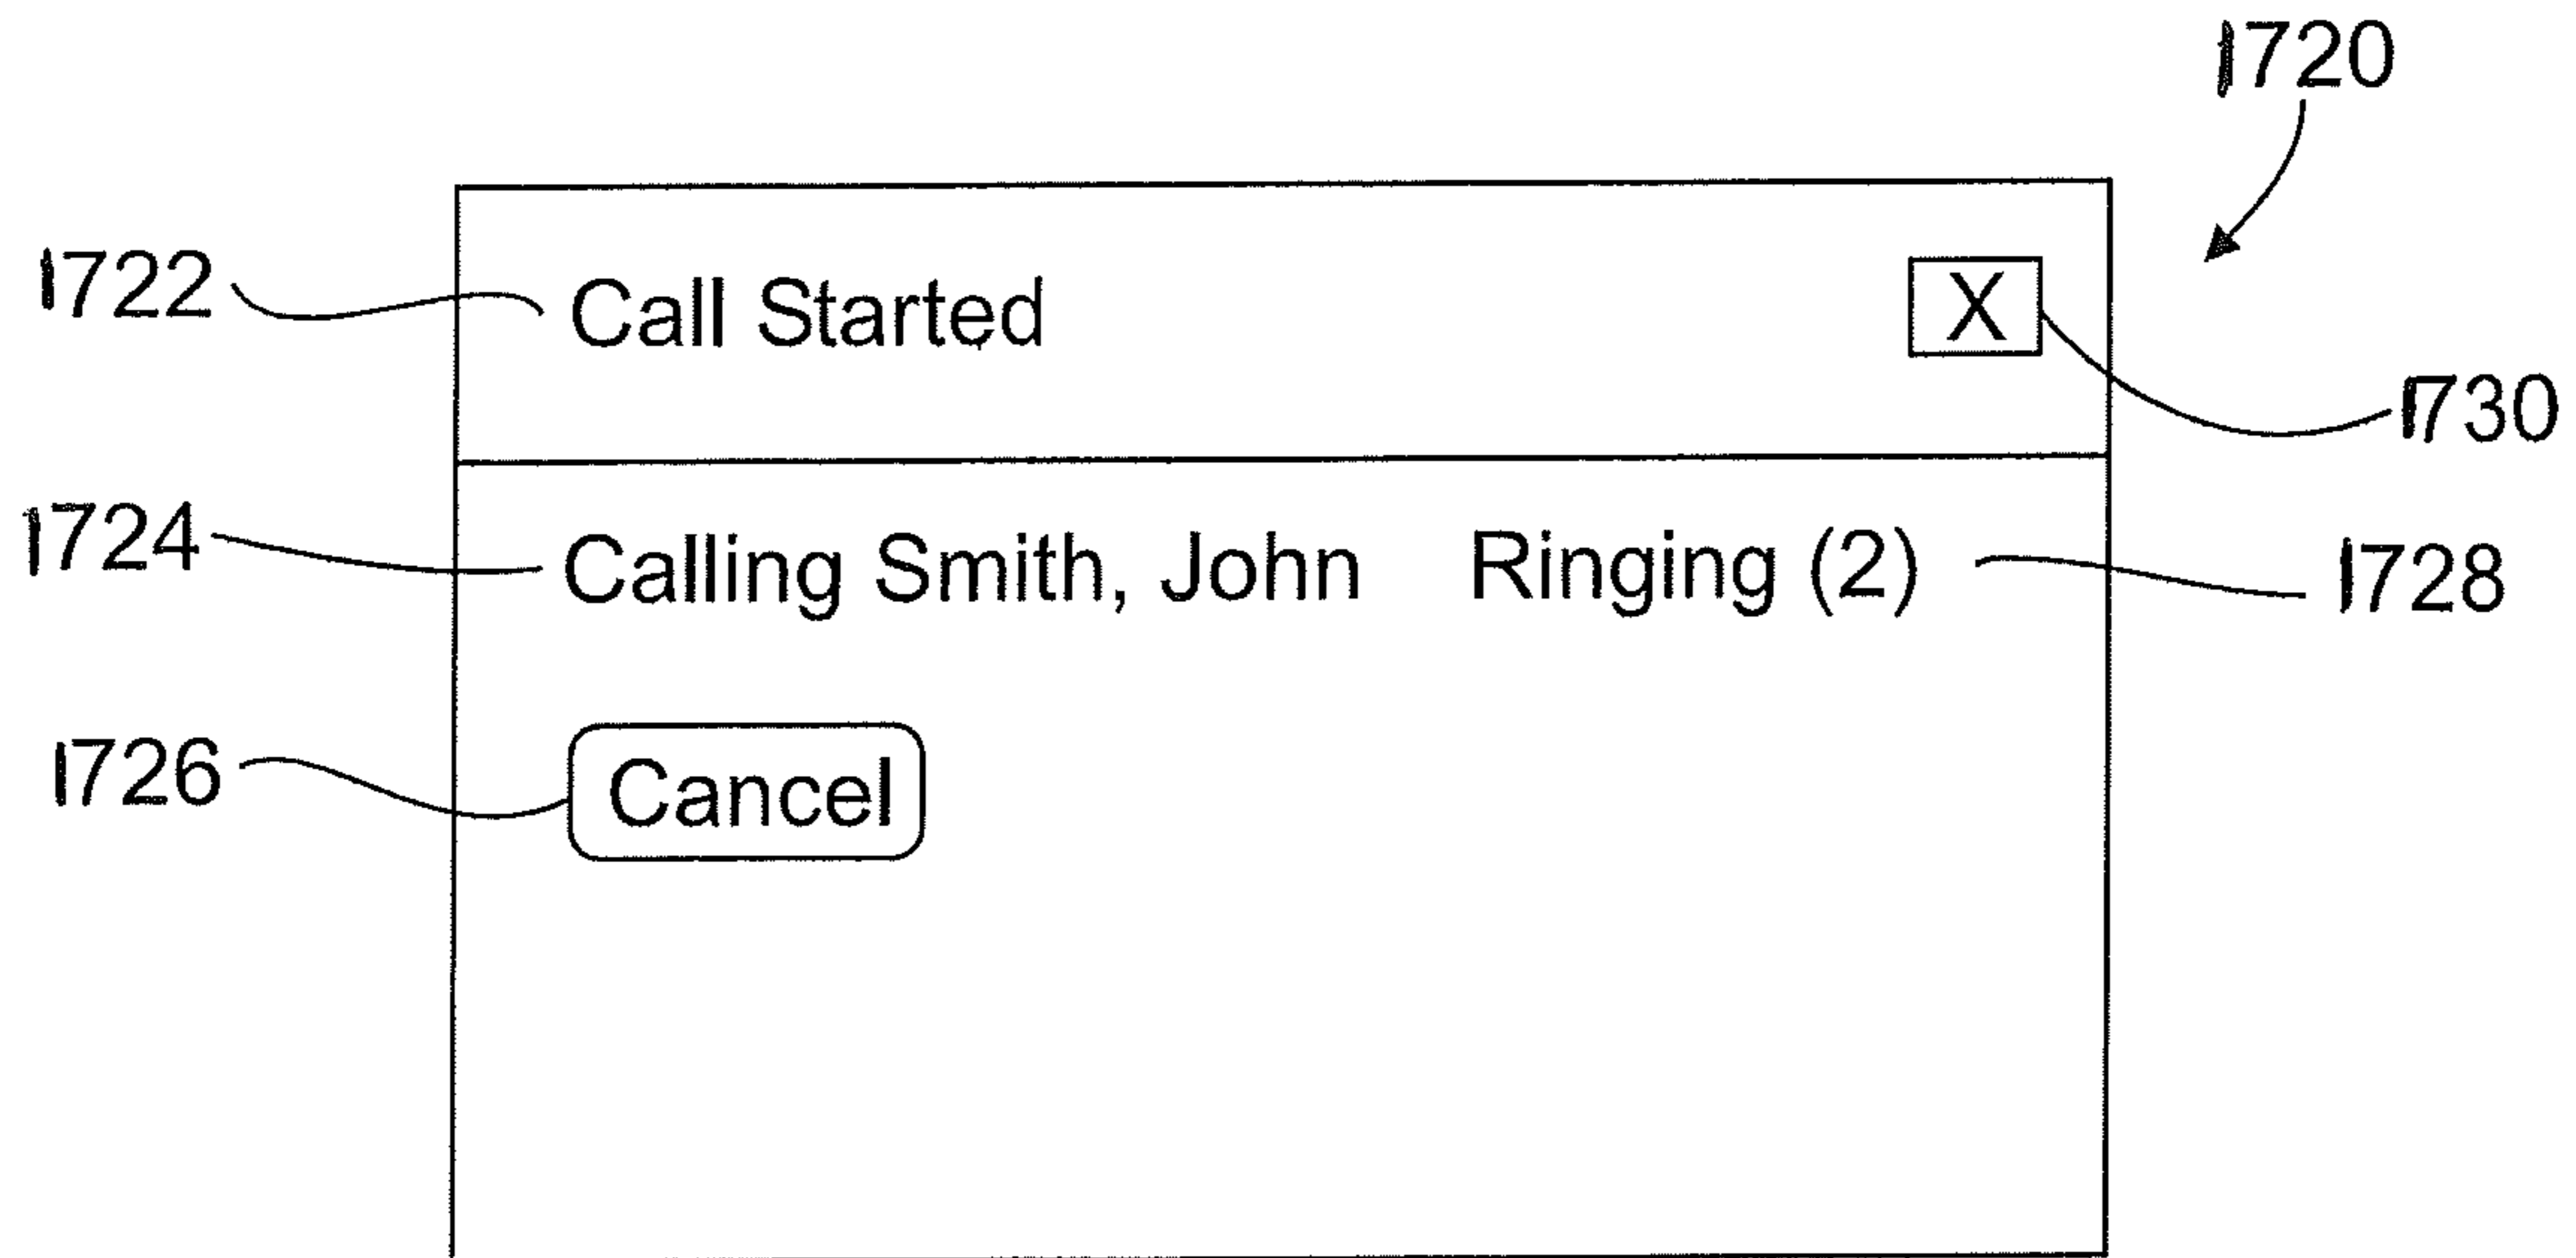 1720
1722 Call Started X
1730
1724 Calling Smith, John Ringing (2) 1728
1726 Cancel